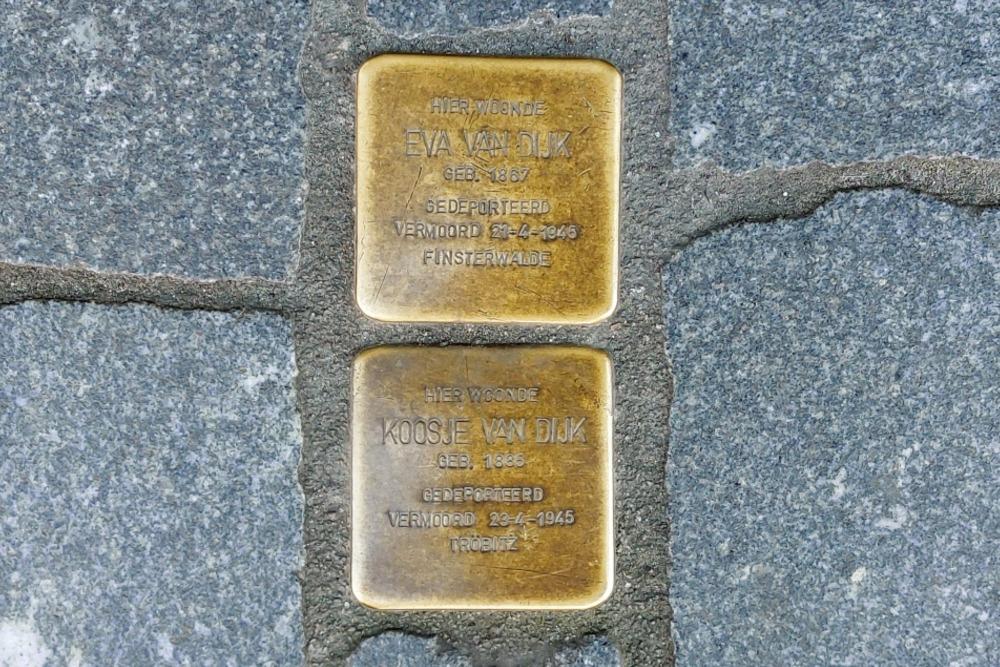 HIER WOONDE
EVA VAN DIJK
GEB. 1867
GEDEPORTEERD
VERMOORD 21-4-1945
FINSTERWALDE
HIER WOONDE
KOOSJE VAN DIJK
GEB. 1895
GEDEPORTEERD
VERMOORD 23-4-1945
TRÖBITZ